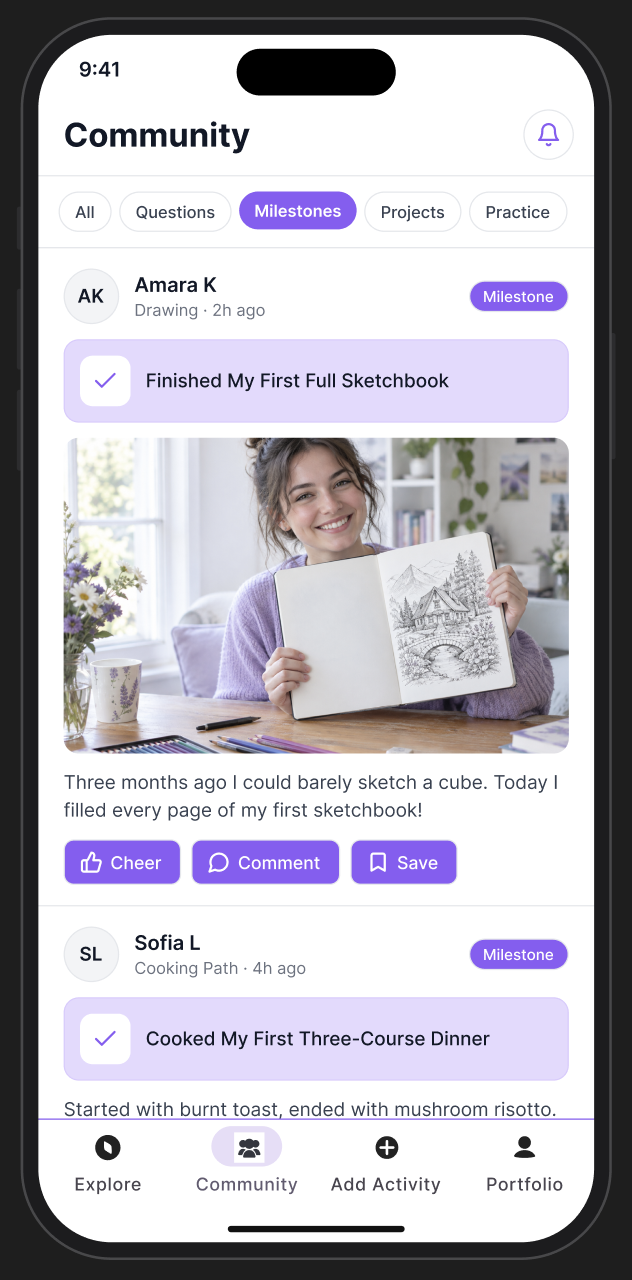 9:41
Community
All Questions Milestones Projects Practice
AK
Amara K
Drawing · 2h ago
Milestone
Finished My First Full Sketchbook
Three months ago I could barely sketch a cube. Today I
filled every page of my first sketchbook!
Cheer Comment Save
SL
Sofia L
Cooking Path · 4h ago
Milestone
Cooked My First Three-Course Dinner
Started with burnt toast, ended with mushroom risotto.
Explore Community Add Activity Portfolio